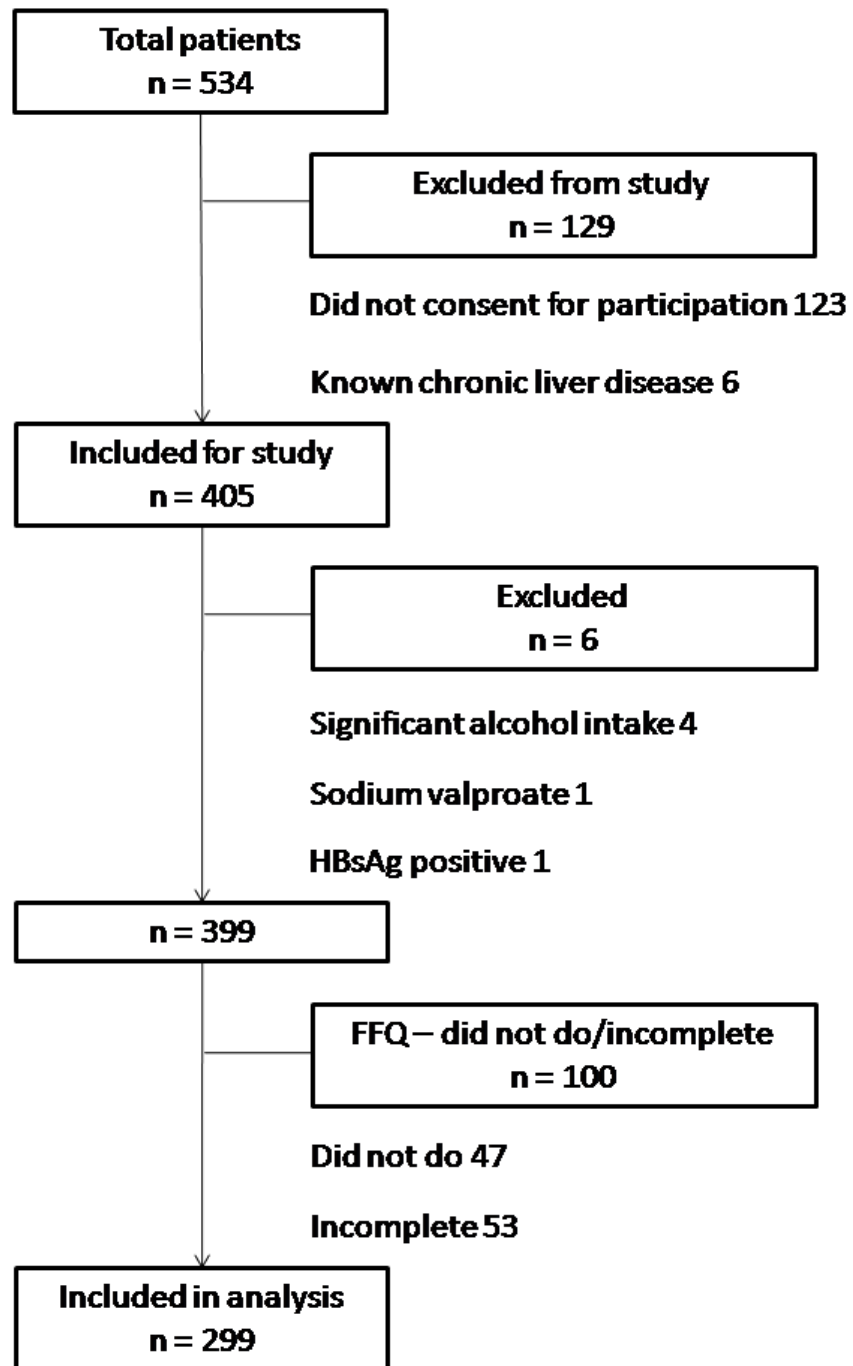 Total patients
n = 534
Excluded from study
n = 129
Did not consent for participation 123
Known chronic liver disease 6
Included for study
n = 405
Excluded
n = 6
Significant alcohol intake 4
Sodium valproate 1
HBsAg positive 1
n = 399
FFQ – did not do/incomplete
n = 100
Did not do 47
Incomplete 53
Included in analysis
n = 299